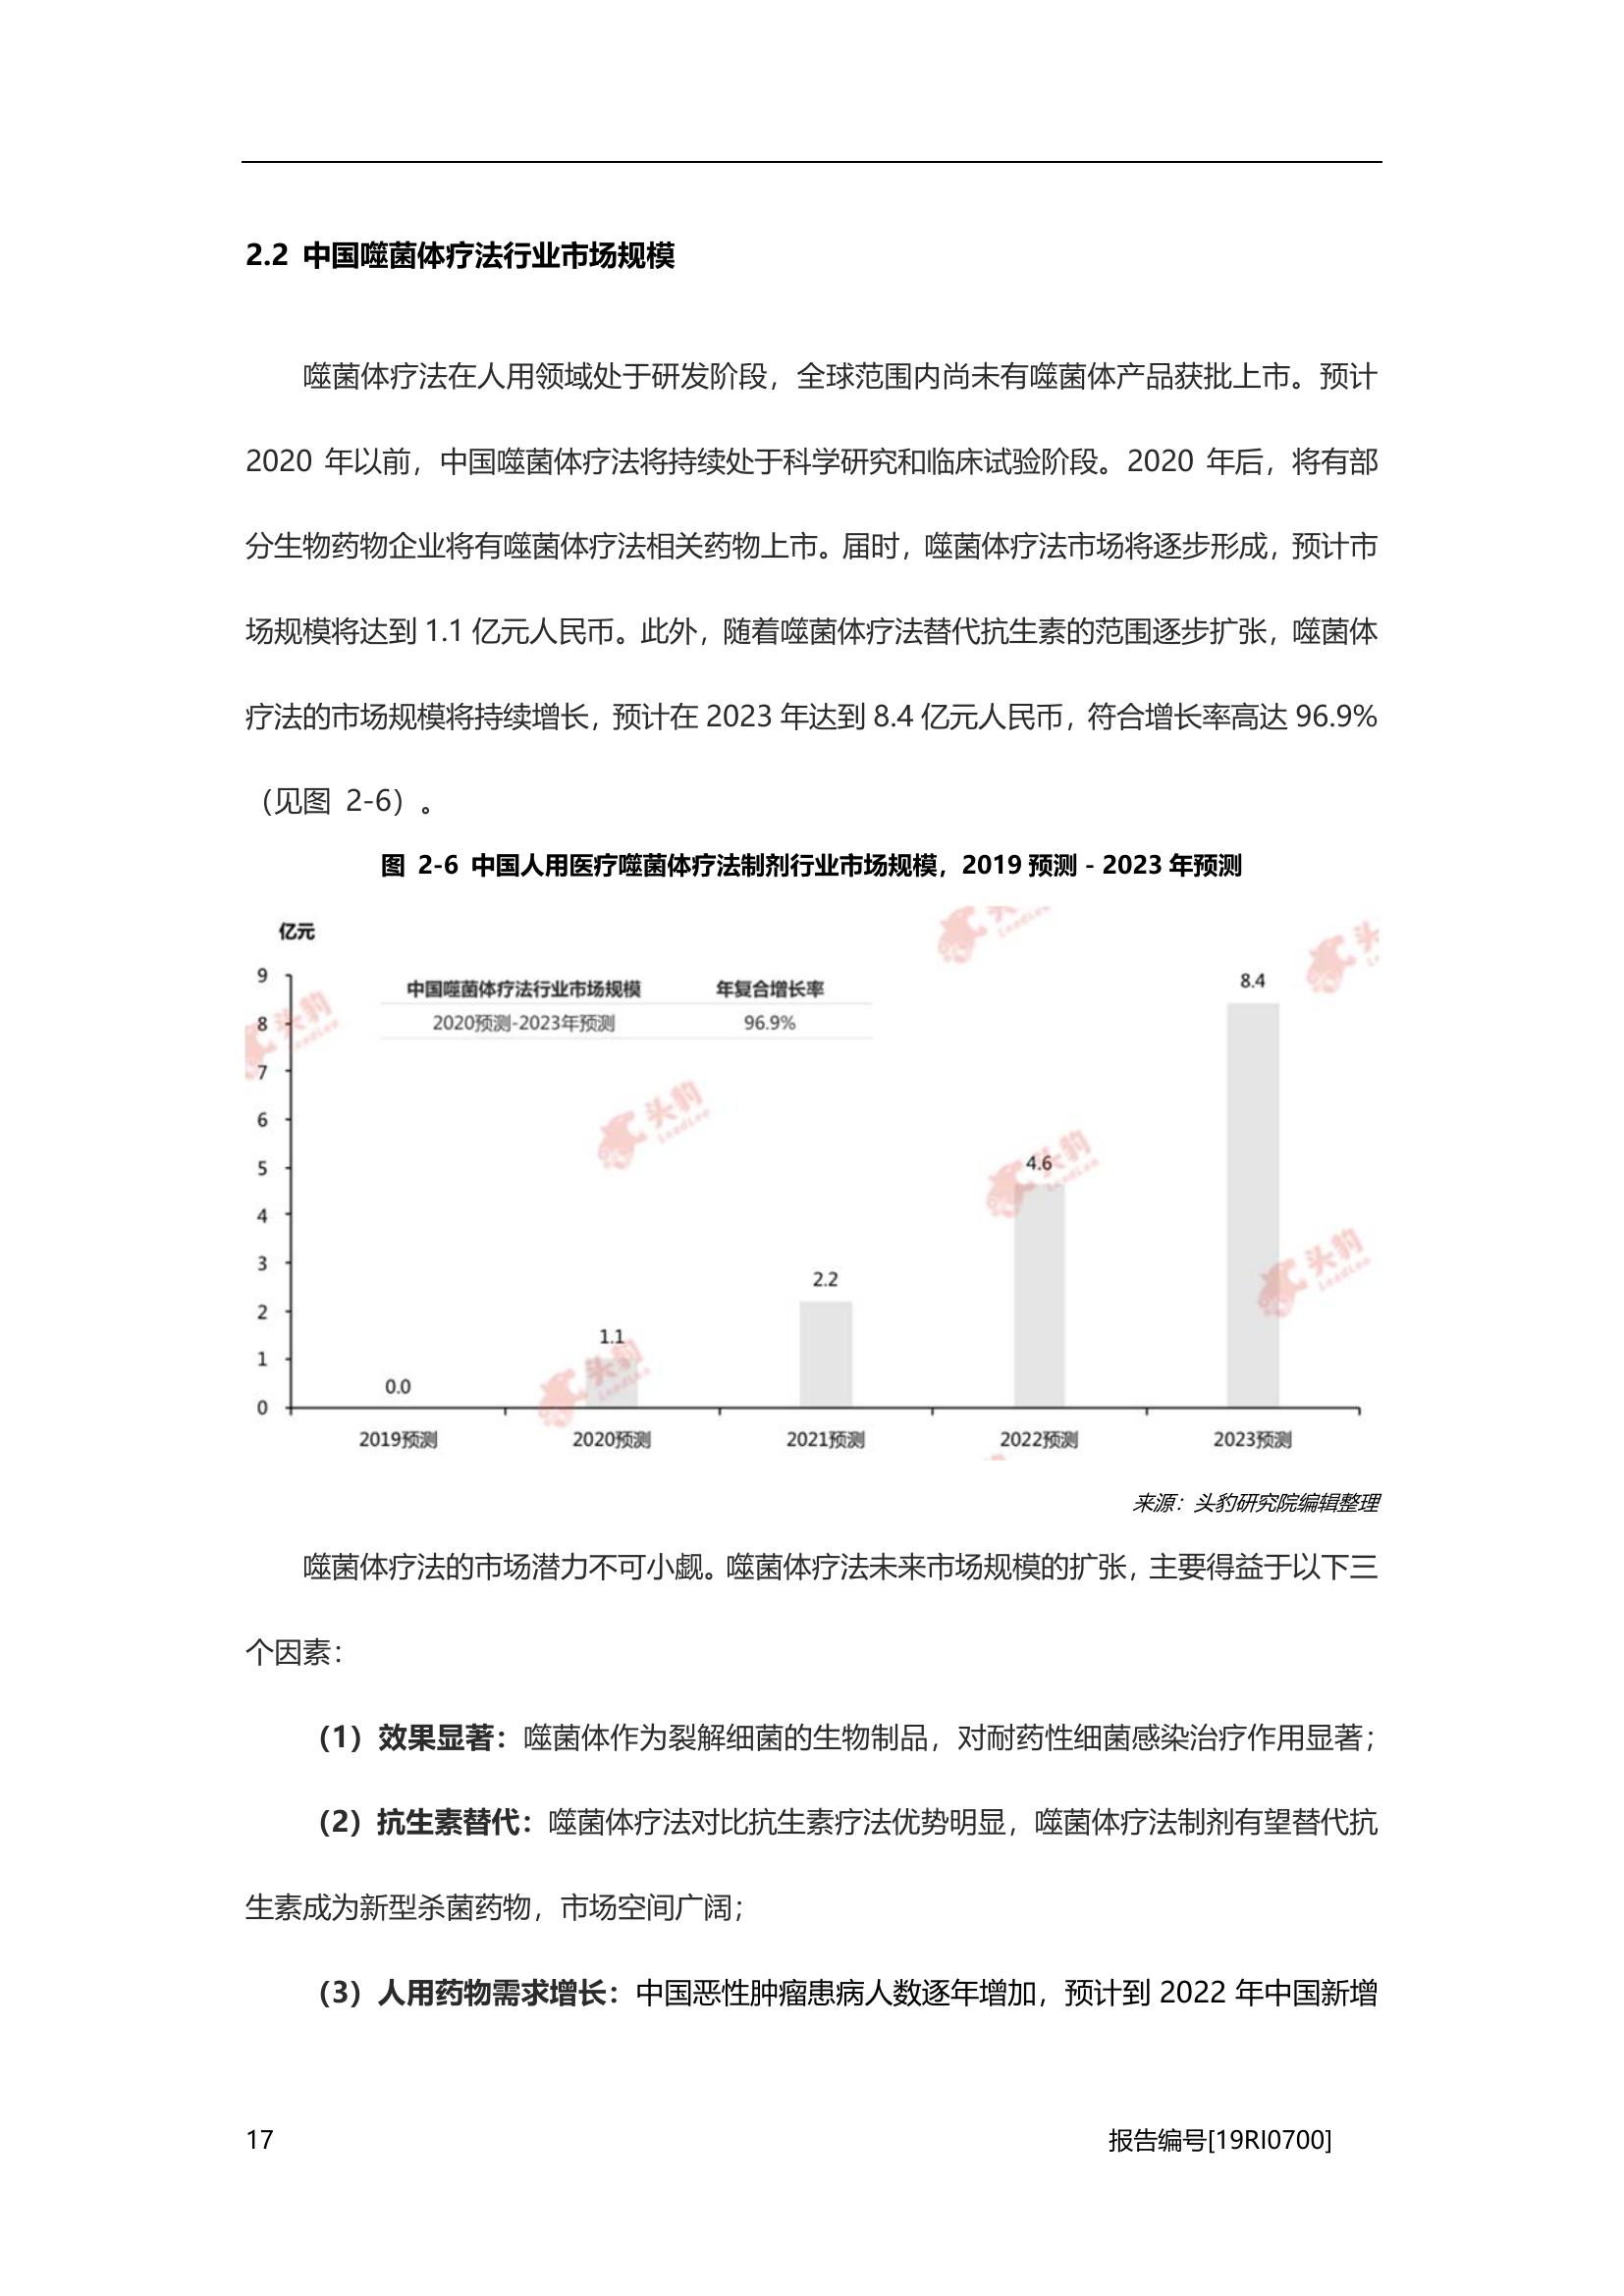 2.2 中国噬菌体疗法行业市场规模
噬菌体疗法在人用领域处于研发阶段，全球范围内尚未有噬菌体产品获批上市。预计
2020 年以前，中国噬菌体疗法将持续处于科学研究和临床试验阶段。2020 年后，将有部
分生物药物企业将有噬菌体疗法相关药物上市。届时，噬菌体疗法市场将逐步形成，预计市
场规模将达到 1.1 亿元人民币。此外，随着噬菌体疗法替代抗生素的范围逐步扩张，噬菌体
疗法的市场规模将持续增长，预计在 2023 年达到 8.4 亿元人民币，符合增长率高达 96.9%
（见图 2-6）。
图 2-6 中国人用医疗噬菌体疗法制剂行业市场规模，2019 预测 - 2023 年预测
亿元
中国噬菌体疗法行业市场规模 年复合增长率
2020预测-2023年预测 96.9%
9
8
7
6
5
4
3
2
1
0
0.0
1.1
2.2
4.6
8.4
2019预测 2020预测 2021预测 2022预测 2023预测
头豹
LeadLeo
头豹
LeadLeo
头豹
LeadLeo
头豹
LeadLeo
头豹
LeadLeo
来源：头豹研究院编辑整理
噬菌体疗法的市场潜力不可小觑。噬菌体疗法未来市场规模的扩张，主要得益于以下三
个因素：
（1）效果显著：噬菌体作为裂解细菌的生物制品，对耐药性细菌感染治疗作用显著；
（2）抗生素替代：噬菌体疗法对比抗生素疗法优势明显，噬菌体疗法制剂有望替代抗
生素成为新型杀菌药物，市场空间广阔；
（3）人用药物需求增长：中国恶性肿瘤患病人数逐年增加，预计到 2022 年中国新增
17 报告编号[19RI0700]